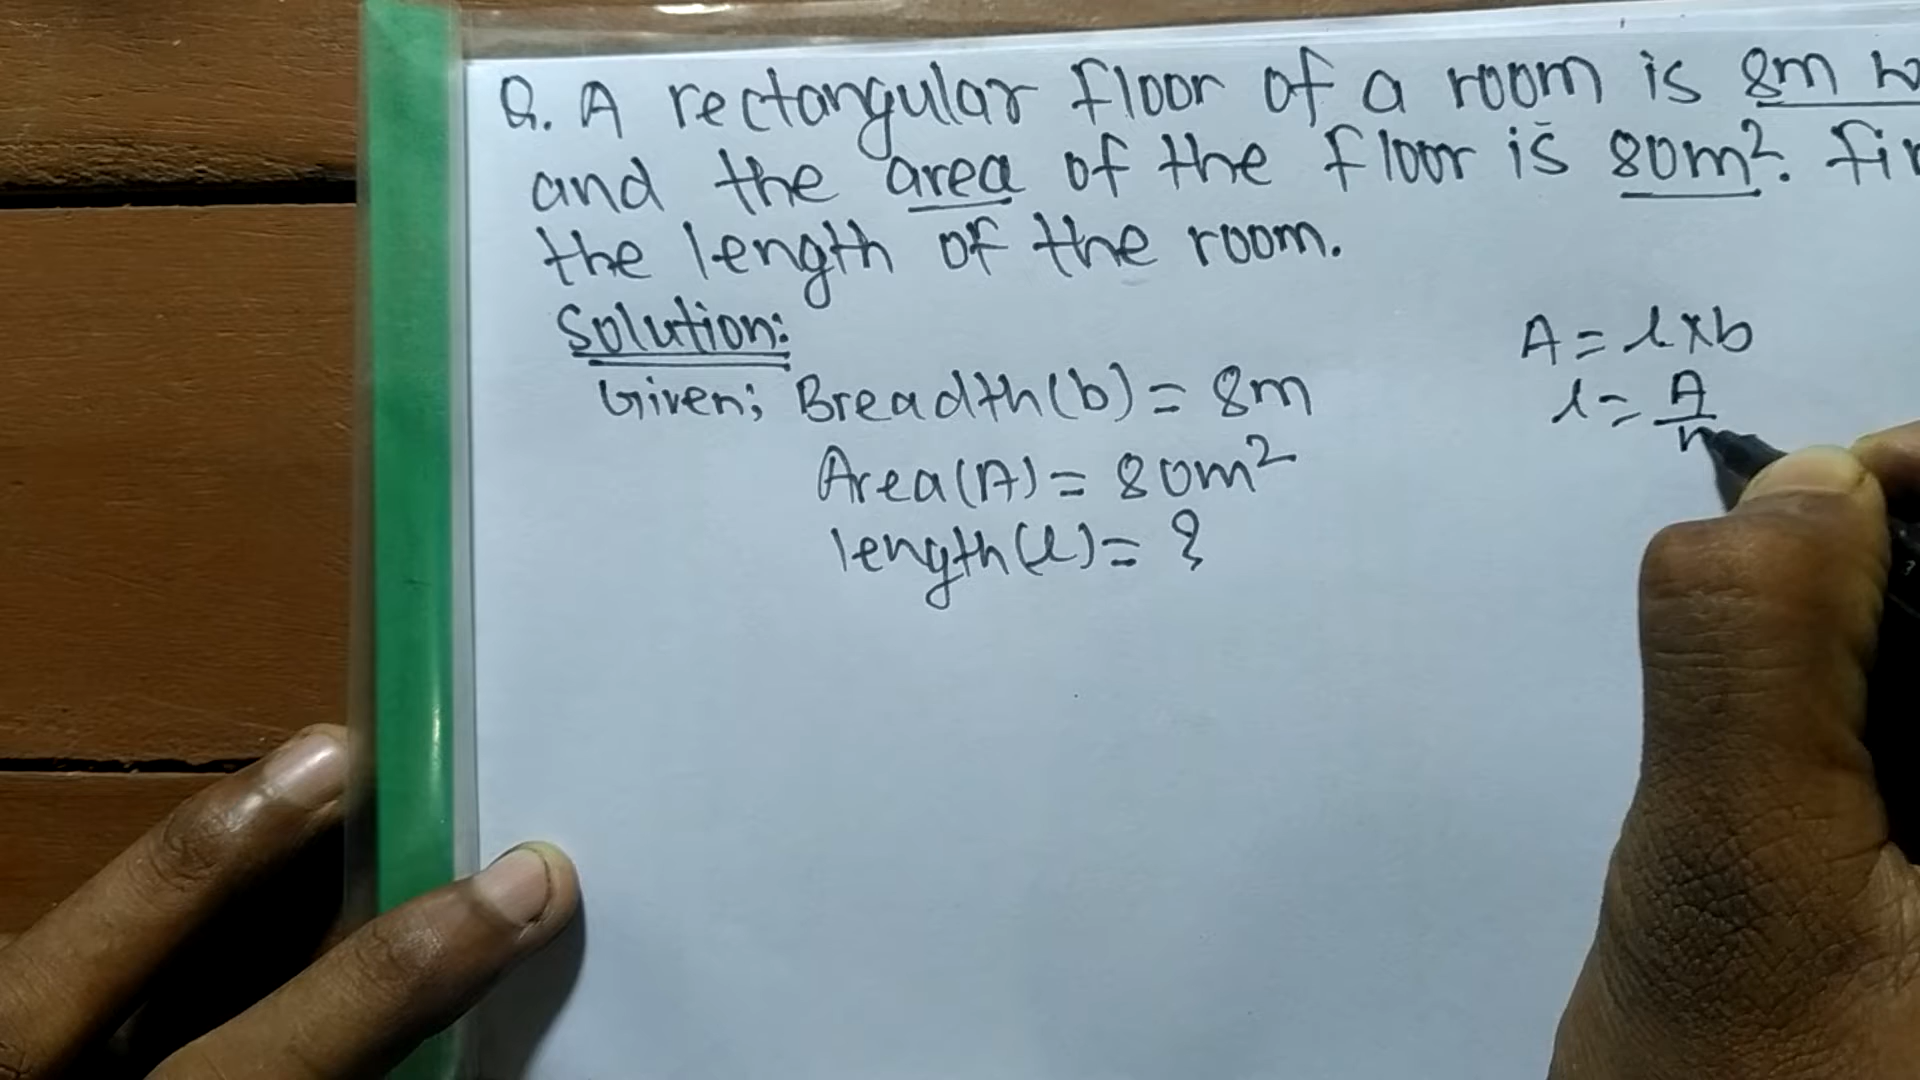 Q. A rectangular floor of a room is 8m
and the area of the floor is 80m². fi
the length of the room.
Solution:
Given; Breadth(b) = 8m
Area(A) = 80m²
length(l) = ?
A = l×b
l = A